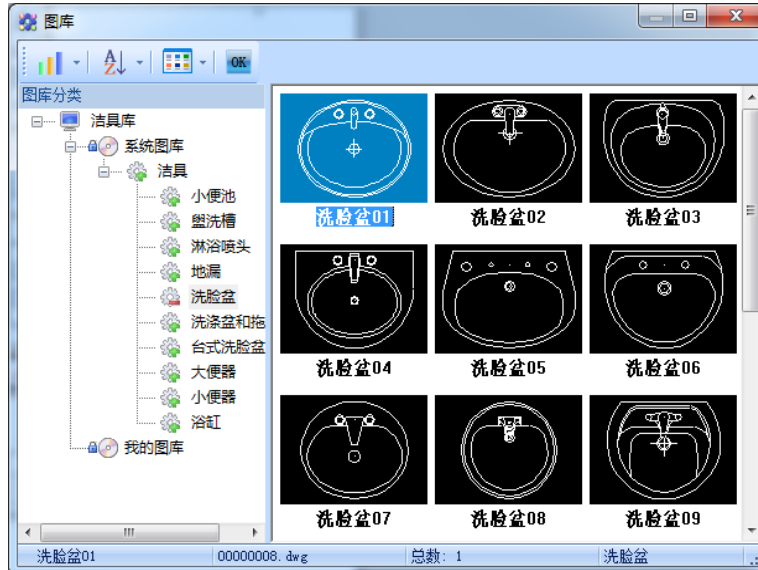 图库
OK
图库分类
洁具库
系统图库
洁具
小便池
盥洗槽
淋浴喷头
地漏
洗脸盆
洗涤盆和拖
台式洗脸盆
大便器
小便器
浴缸
我的图库
洗脸盆01 洗脸盆02 洗脸盆03
洗脸盆04 洗脸盆05 洗脸盆06
洗脸盆07 洗脸盆08 洗脸盆09
洗脸盆01 00000008.dwg 总数: 1 洗脸盆